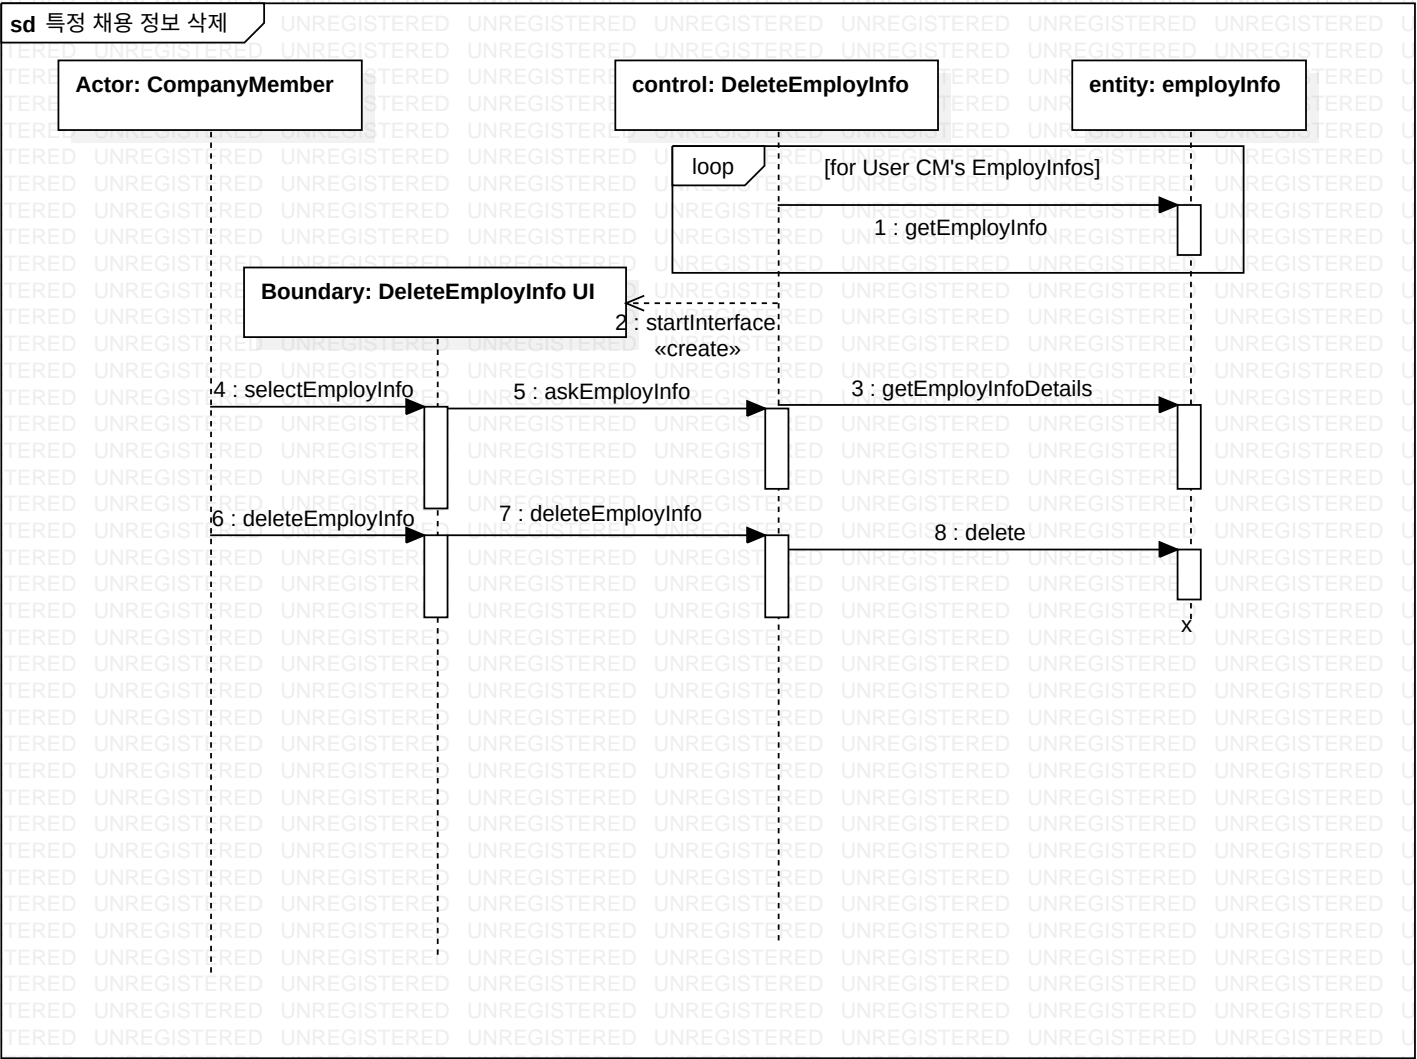 sd 특정 채용 정보 삭제
Actor: CompanyMember
control: DeleteEmployInfo
entity: employInfo
loop
[for User CM's EmployInfos]
1 : getEmployInfo
Boundary: DeleteEmployInfo UI
2 : startInterface
«create»
4 : selectEmployInfo
5 : askEmployInfo
3 : getEmployInfoDetails
6 : deleteEmployInfo
7 : deleteEmployInfo
8 : delete
x
UNREGISTERED